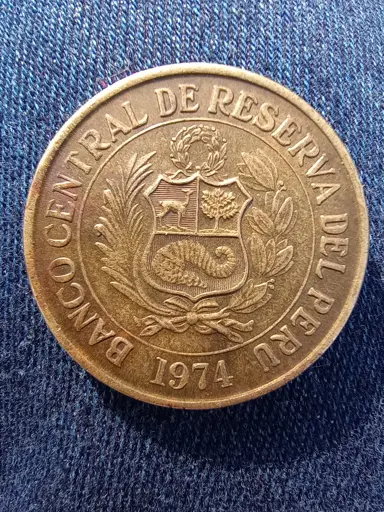 BANCO CENTRAL DE RESERVA DEL PERU
1974